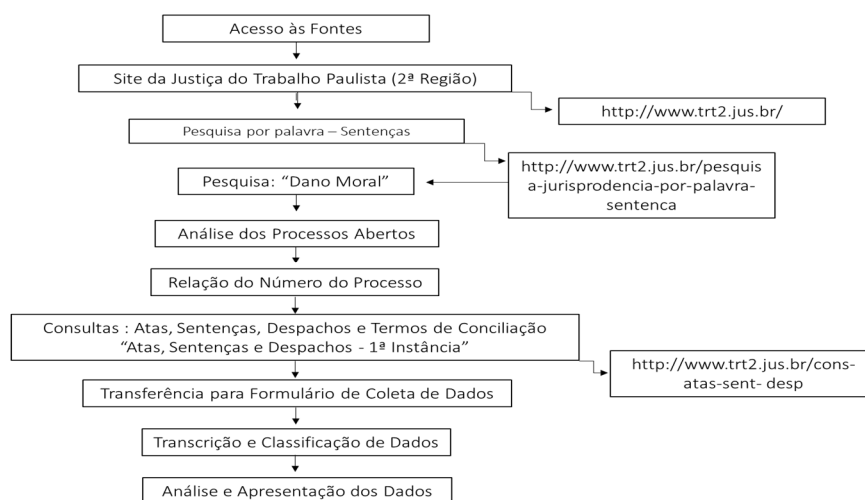 Acesso às Fontes
Site da Justiça do Trabalho Paulista (2ª Região)
http://www.trt2.jus.br/
Pesquisa por palavra – Sentenças
http://www.trt2.jus.br/pesquis
a-jurisprodencia-por-palavra-
sentenca
Pesquisa: “Dano Moral”
Análise dos Processos Abertos
Relação do Número do Processo
Consultas : Atas, Sentenças, Despachos e Termos de Conciliação
“Atas, Sentenças e Despachos - 1ª Instância”
http://www.trt2.jus.br/cons-
atas-sent- desp
Transferência para Formulário de Coleta de Dados
Transcrição e Classificação de Dados
Análise e Apresentação dos Dados